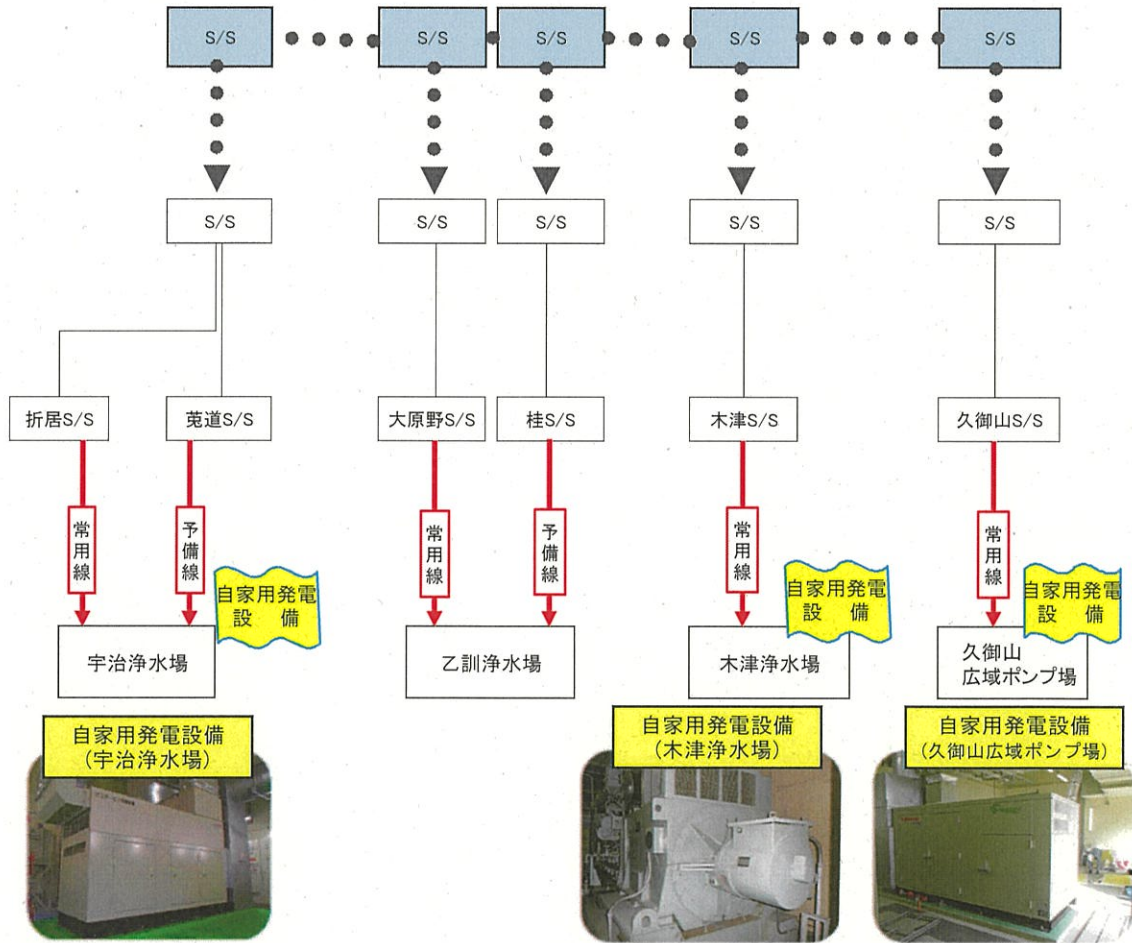 S/S
S/S
S/S
S/S
S/S
S/S
S/S
S/S
S/S
S/S
折居S/S
莵道S/S
大原野S/S
桂S/S
木津S/S
久御山S/S
常用線
予備線
常用線
予備線
常用線
常用線
自家用発電
設 備
自家用発電
設 備
自家用発電
設 備
宇治浄水場
乙訓浄水場
木津浄水場
久御山
広域ポンプ場
自家用発電設備
(宇治浄水場)
自家用発電設備
(木津浄水場)
自家用発電設備
(久御山広域ポンプ場)